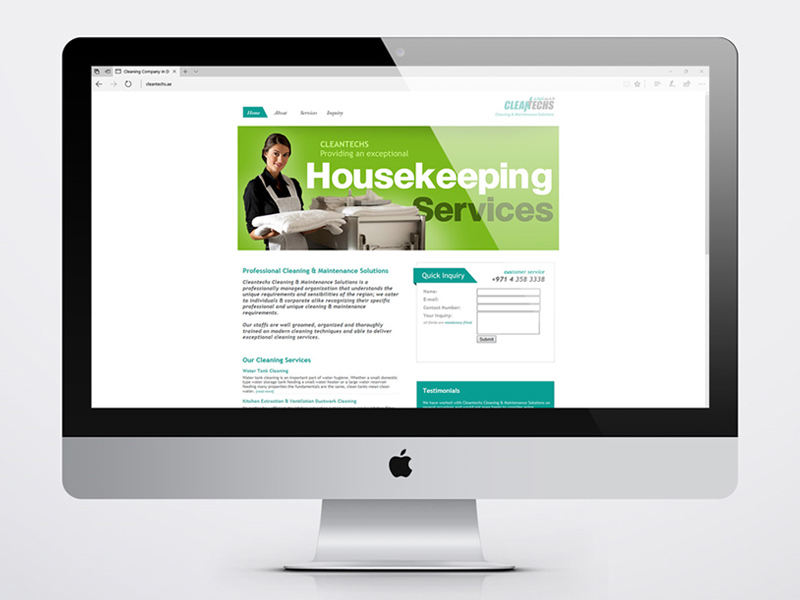 Cleaning Company in D
cleantechs.ae
Home About Services Inquiry
CLEANTECHS
Cleaning & Maintenance Solutions
CLEANTECHS
Providing an exceptional
Housekeeping
Services
Professional Cleaning & Maintenance Solutions
Cleantechs Cleaning & Maintenance Solutions is a
professionally managed organization that understands the
unique requirements and sensibilities of the region; we cater
to individuals & corporate alike recognizing their specific
professional and unique cleaning & maintenance
requirements.
Our staffs are well groomed, organized and thoroughly
trained on modern cleaning techniques and able to deliver
exceptional cleaning services.
Our Cleaning Services
Water Tank Cleaning
Water tank cleaning is an important part of water hygiene. Whether a small domestic
type water storage tank feeding a small water heater or a large water reservoir
feeding many properties the fundamentals are the same, clean tanks mean clean
water. (read more)
Kitchen Extraction & Ventilation Ductwork Cleaning
Quick Inquiry
customer service
+971 4 358 3338
Name:
E-mail:
Contact Number:
Your Inquiry:
all fields are mandatory filled
Submit
Testimonials
We have worked with Cleantechs Cleaning & Maintenance Solutions on